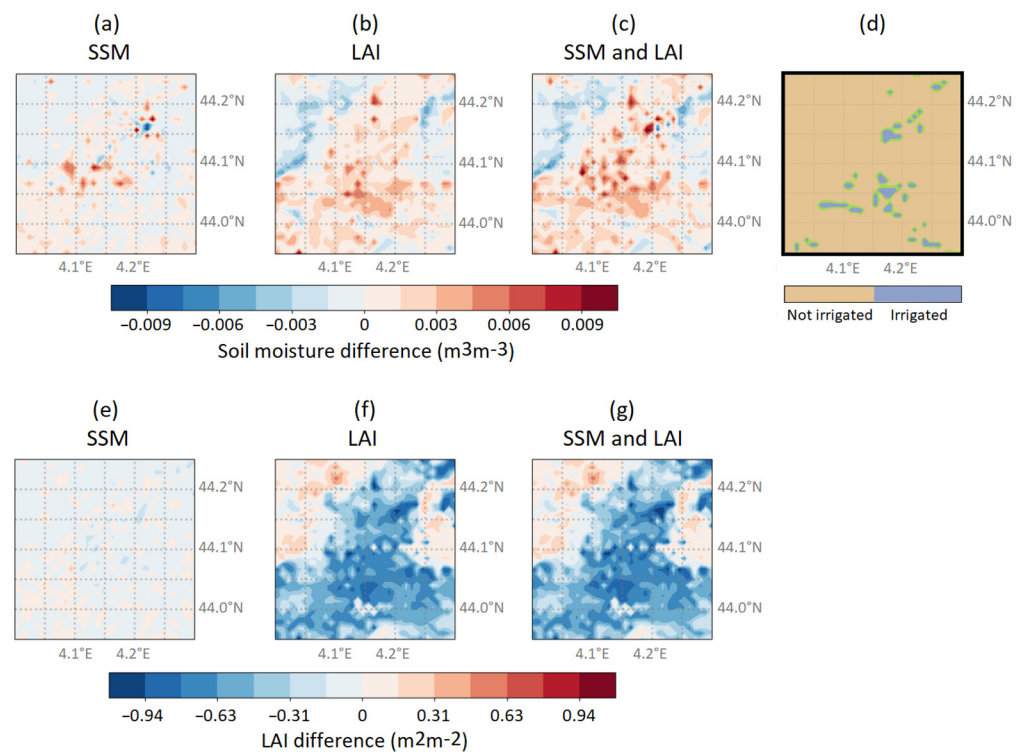 (a) (b) (c) (d)
SSM LAI SSM and LAI
44.2°N 44.2°N 44.2°N 44.2°N
44.1°N 44.1°N 44.1°N 44.1°N
44.0°N 44.0°N 44.0°N 44.0°N
4.1°E 4.2°E 4.1°E 4.2°E 4.1°E 4.2°E 4.1°E 4.2°E
−0.009 −0.006 −0.003 0 0.003 0.006 0.009
Not irrigated Irrigated
Soil moisture difference (m3m-3)
(e) (f) (g)
SSM LAI SSM and LAI
44.2°N 44.2°N 44.2°N
44.1°N 44.1°N 44.1°N
44.0°N 44.0°N 44.0°N
4.1°E 4.2°E 4.1°E 4.2°E 4.1°E 4.2°E
−0.94 −0.63 −0.31 0 0.31 0.63 0.94
LAI difference (m2m-2)